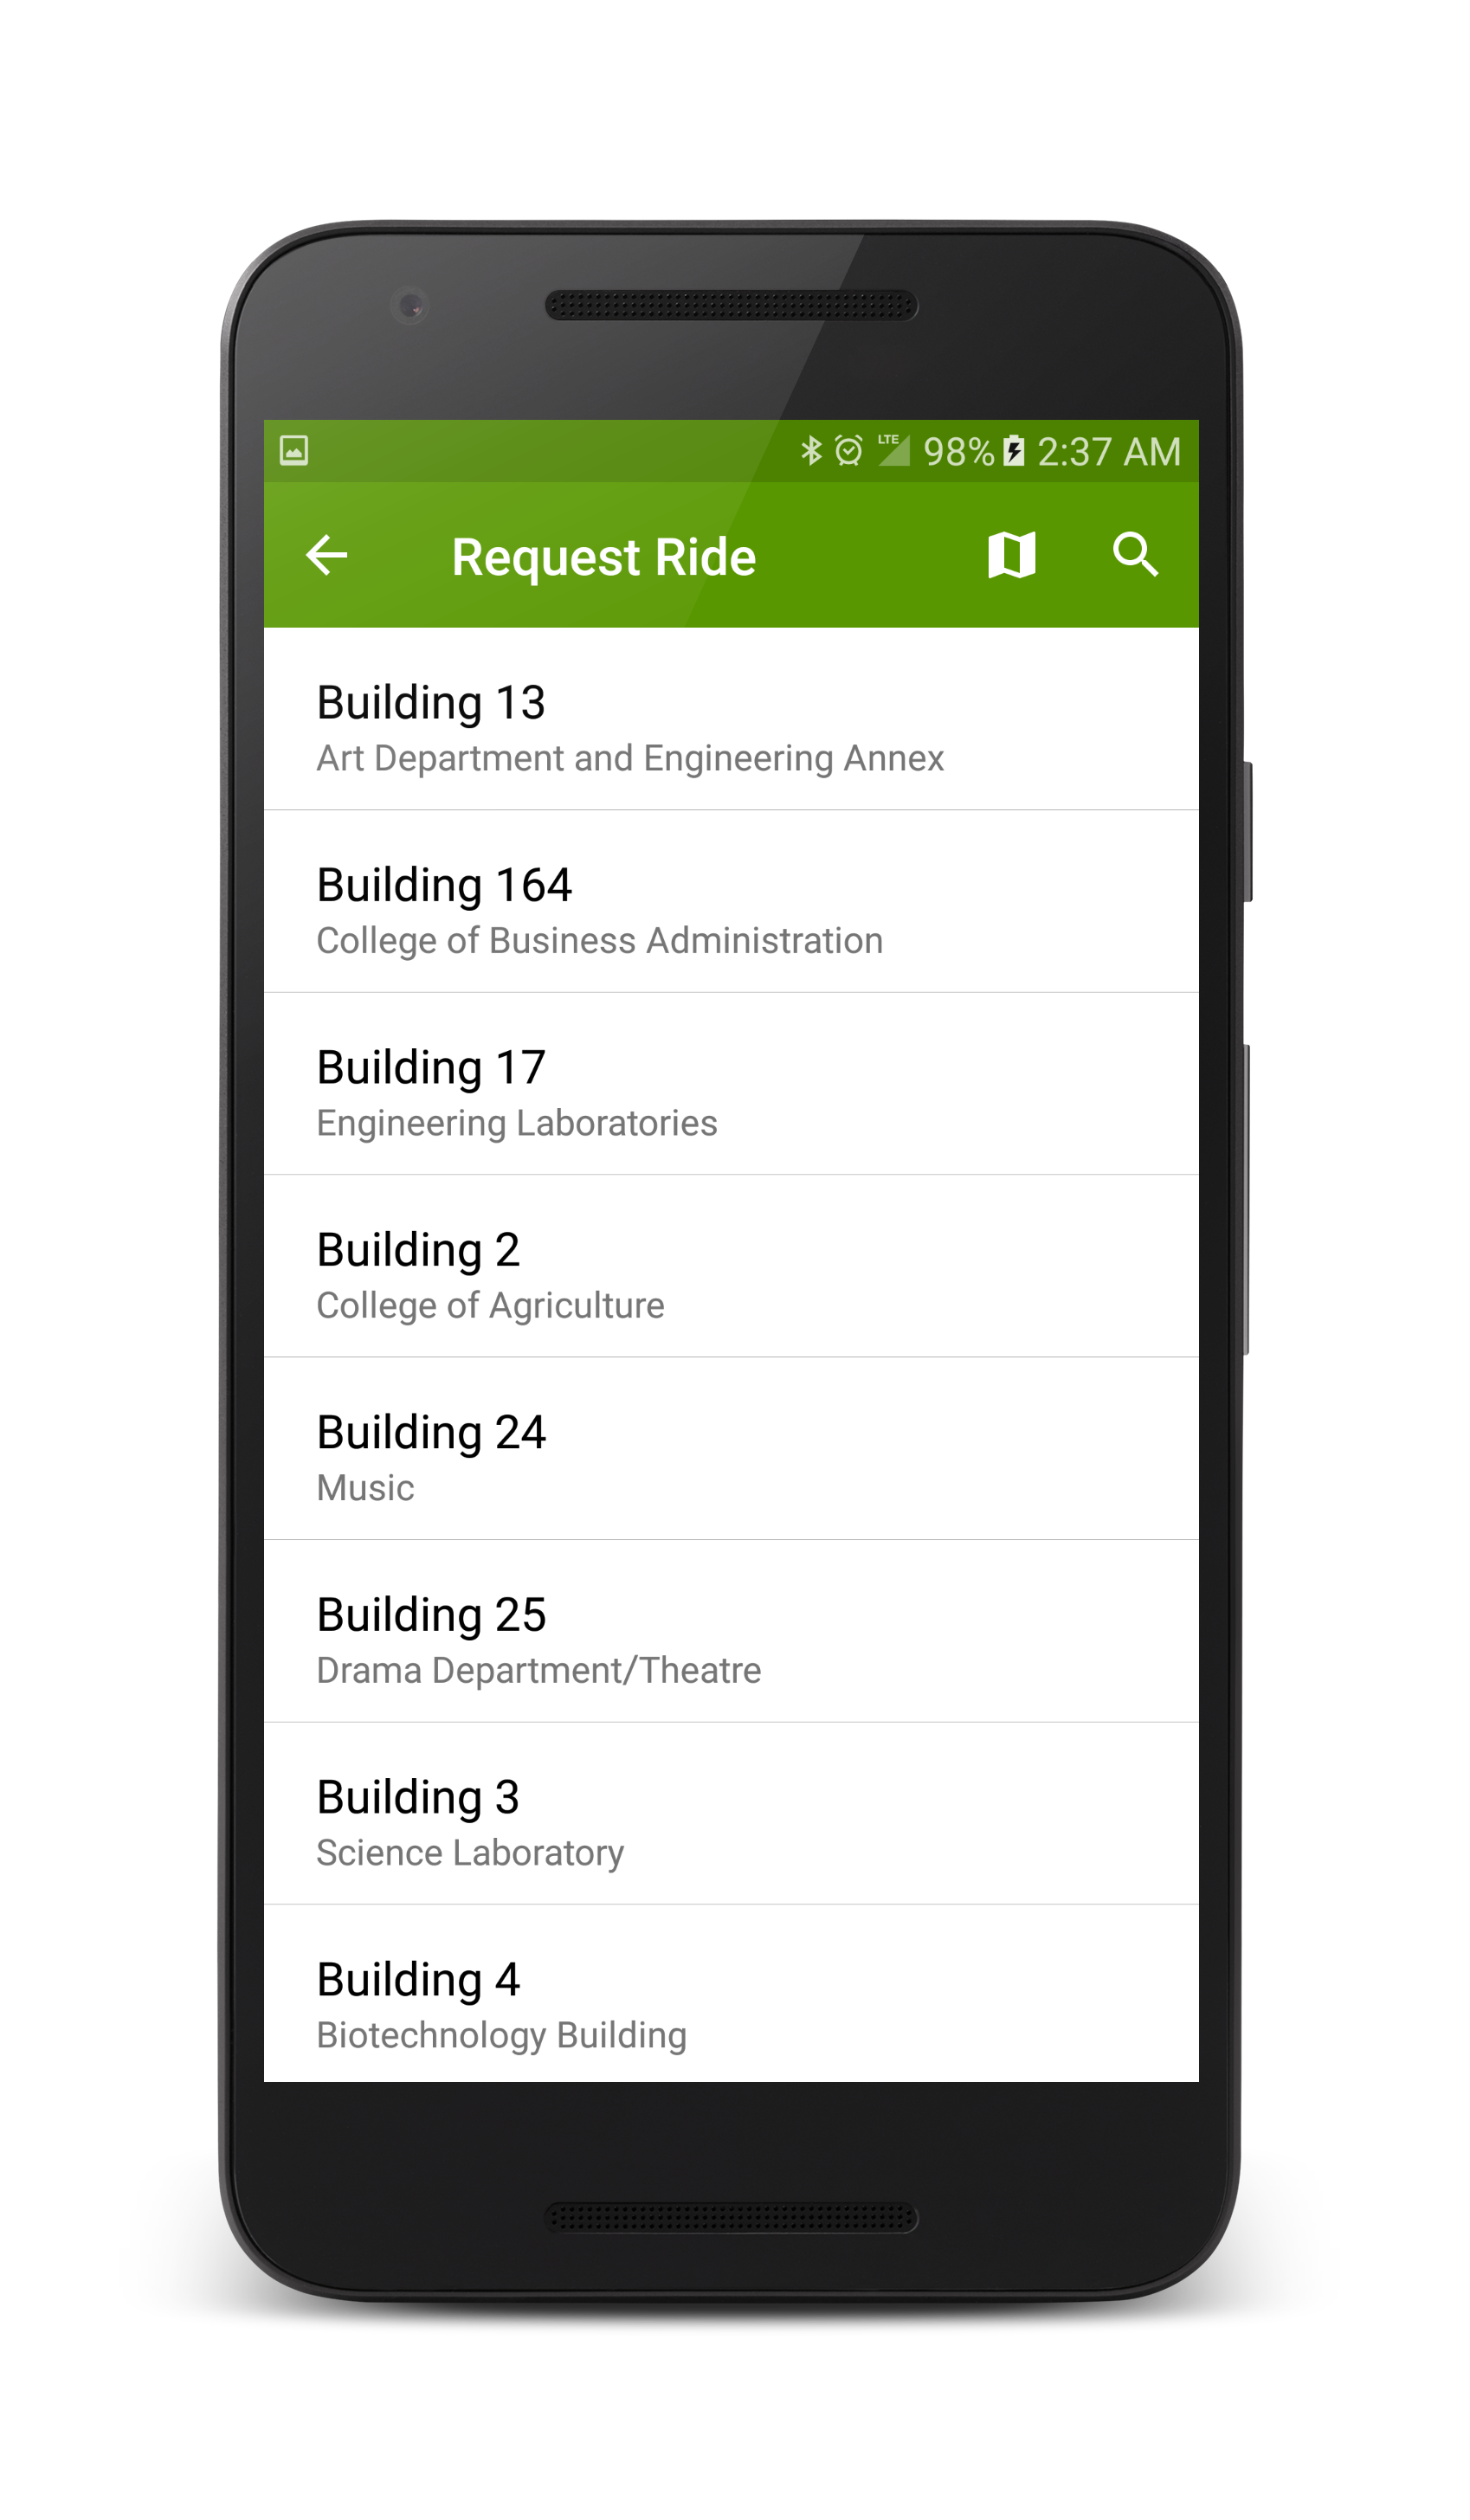 LTE 98% 2:37 AM
Request Ride
Building 13
Art Department and Engineering Annex
Building 164
College of Business Administration
Building 17
Engineering Laboratories
Building 2
College of Agriculture
Building 24
Music
Building 25
Drama Department/Theatre
Building 3
Science Laboratory
Building 4
Biotechnology Building